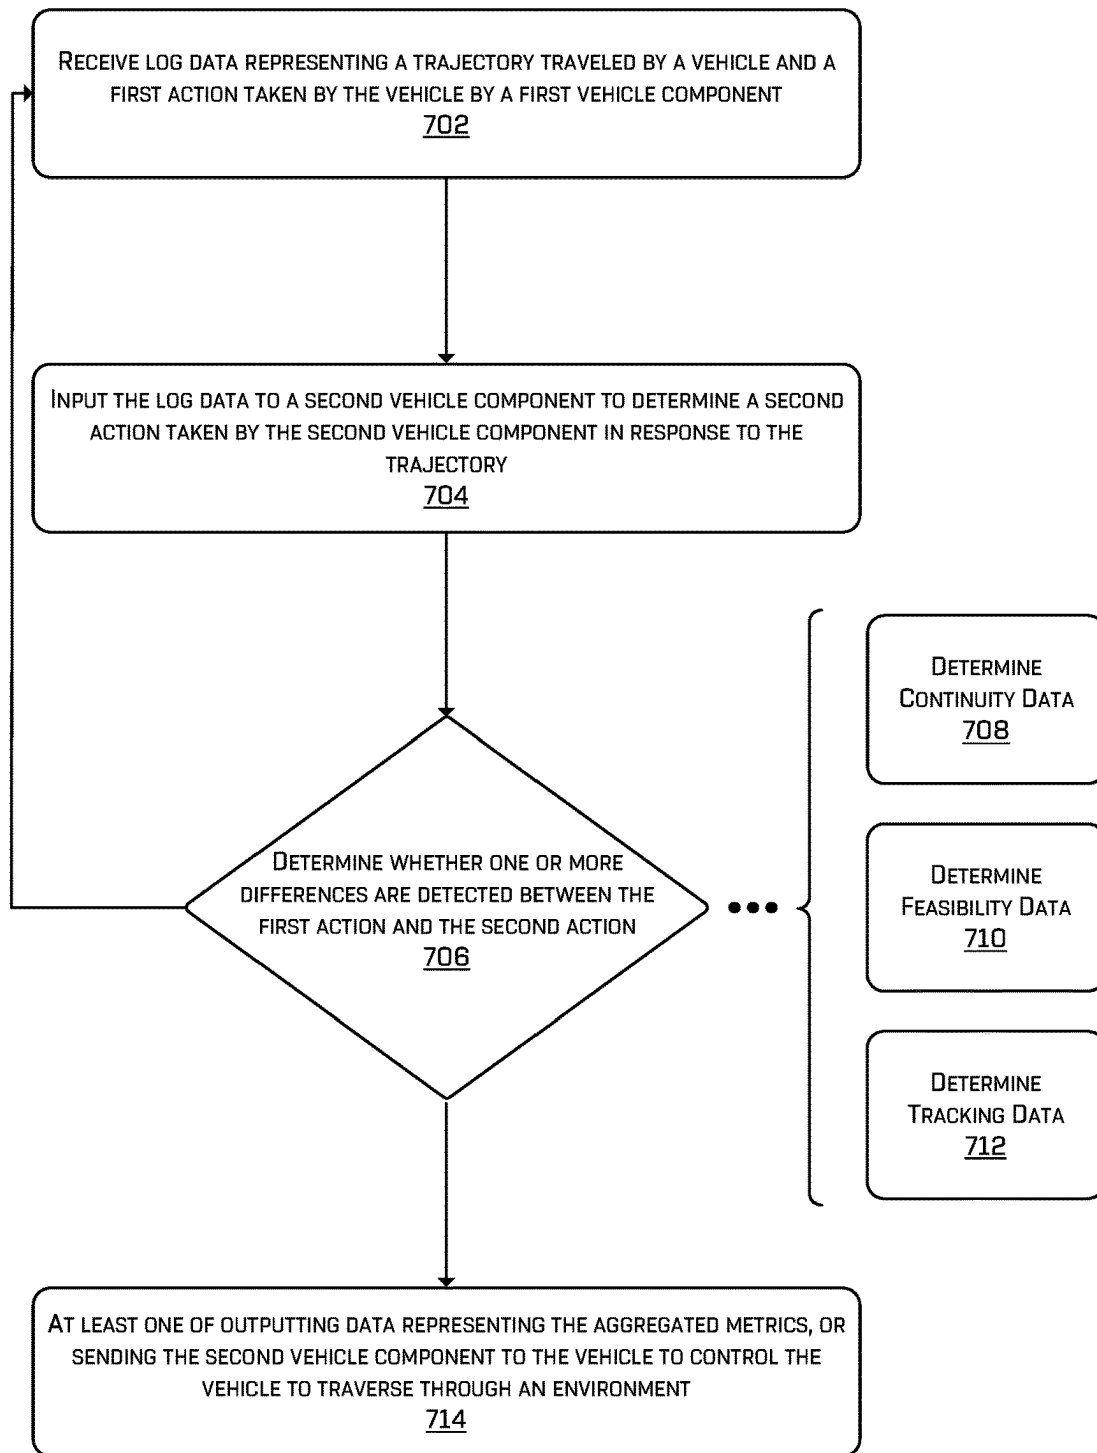 RECEIVE LOG DATA REPRESENTING A TRAJECTORY TRAVELED BY A VEHICLE AND A
FIRST ACTION TAKEN BY THE VEHICLE BY A FIRST VEHICLE COMPONENT
702
INPUT THE LOG DATA TO A SECOND VEHICLE COMPONENT TO DETERMINE A SECOND
ACTION TAKEN BY THE SECOND VEHICLE COMPONENT IN RESPONSE TO THE
TRAJECTORY
704
DETERMINE WHETHER ONE OR MORE
DIFFERENCES ARE DETECTED BETWEEN THE
FIRST ACTION AND THE SECOND ACTION
706
DETERMINE
CONTINUITY DATA
708
DETERMINE
FEASIBILITY DATA
710
DETERMINE
TRACKING DATA
712
AT LEAST ONE OF OUTPUTTING DATA REPRESENTING THE AGGREGATED METRICS, OR
SENDING THE SECOND VEHICLE COMPONENT TO THE VEHICLE TO CONTROL THE
VEHICLE TO TRAVERSE THROUGH AN ENVIRONMENT
714